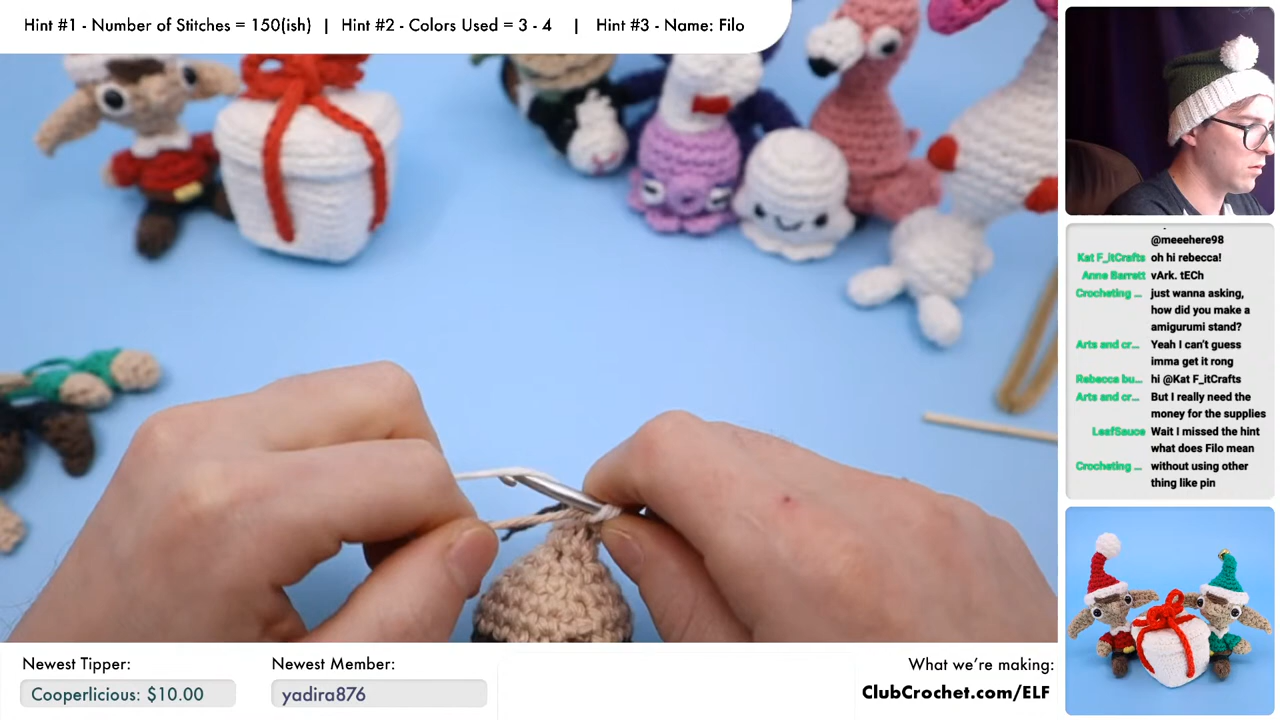 Hint #1 - Number of Stitches = 150(ish) | Hint #2 - Colors Used = 3 - 4 | Hint #3 - Name: Filo
@meeehere98
Kat F_itCrafts oh hi rebecca!
Anne Barrett vArk. tECh
Crocheting ... just wanna asking,
how did you make a
amigurumi stand?
Arts and cr... Yeah I can't guess
imma get it rong
Rebecca bu... hi @Kat F_itCrafts
Arts and cr... But I really need the
money for the supplies
LeafSauce Wait I missed the hint
what does Filo mean
Crocheting ... without using other
thing like pin
Newest Tipper:
Cooperlicious: $10.00
Newest Member:
yadira876
What we're making:
ClubCrochet.com/ELF